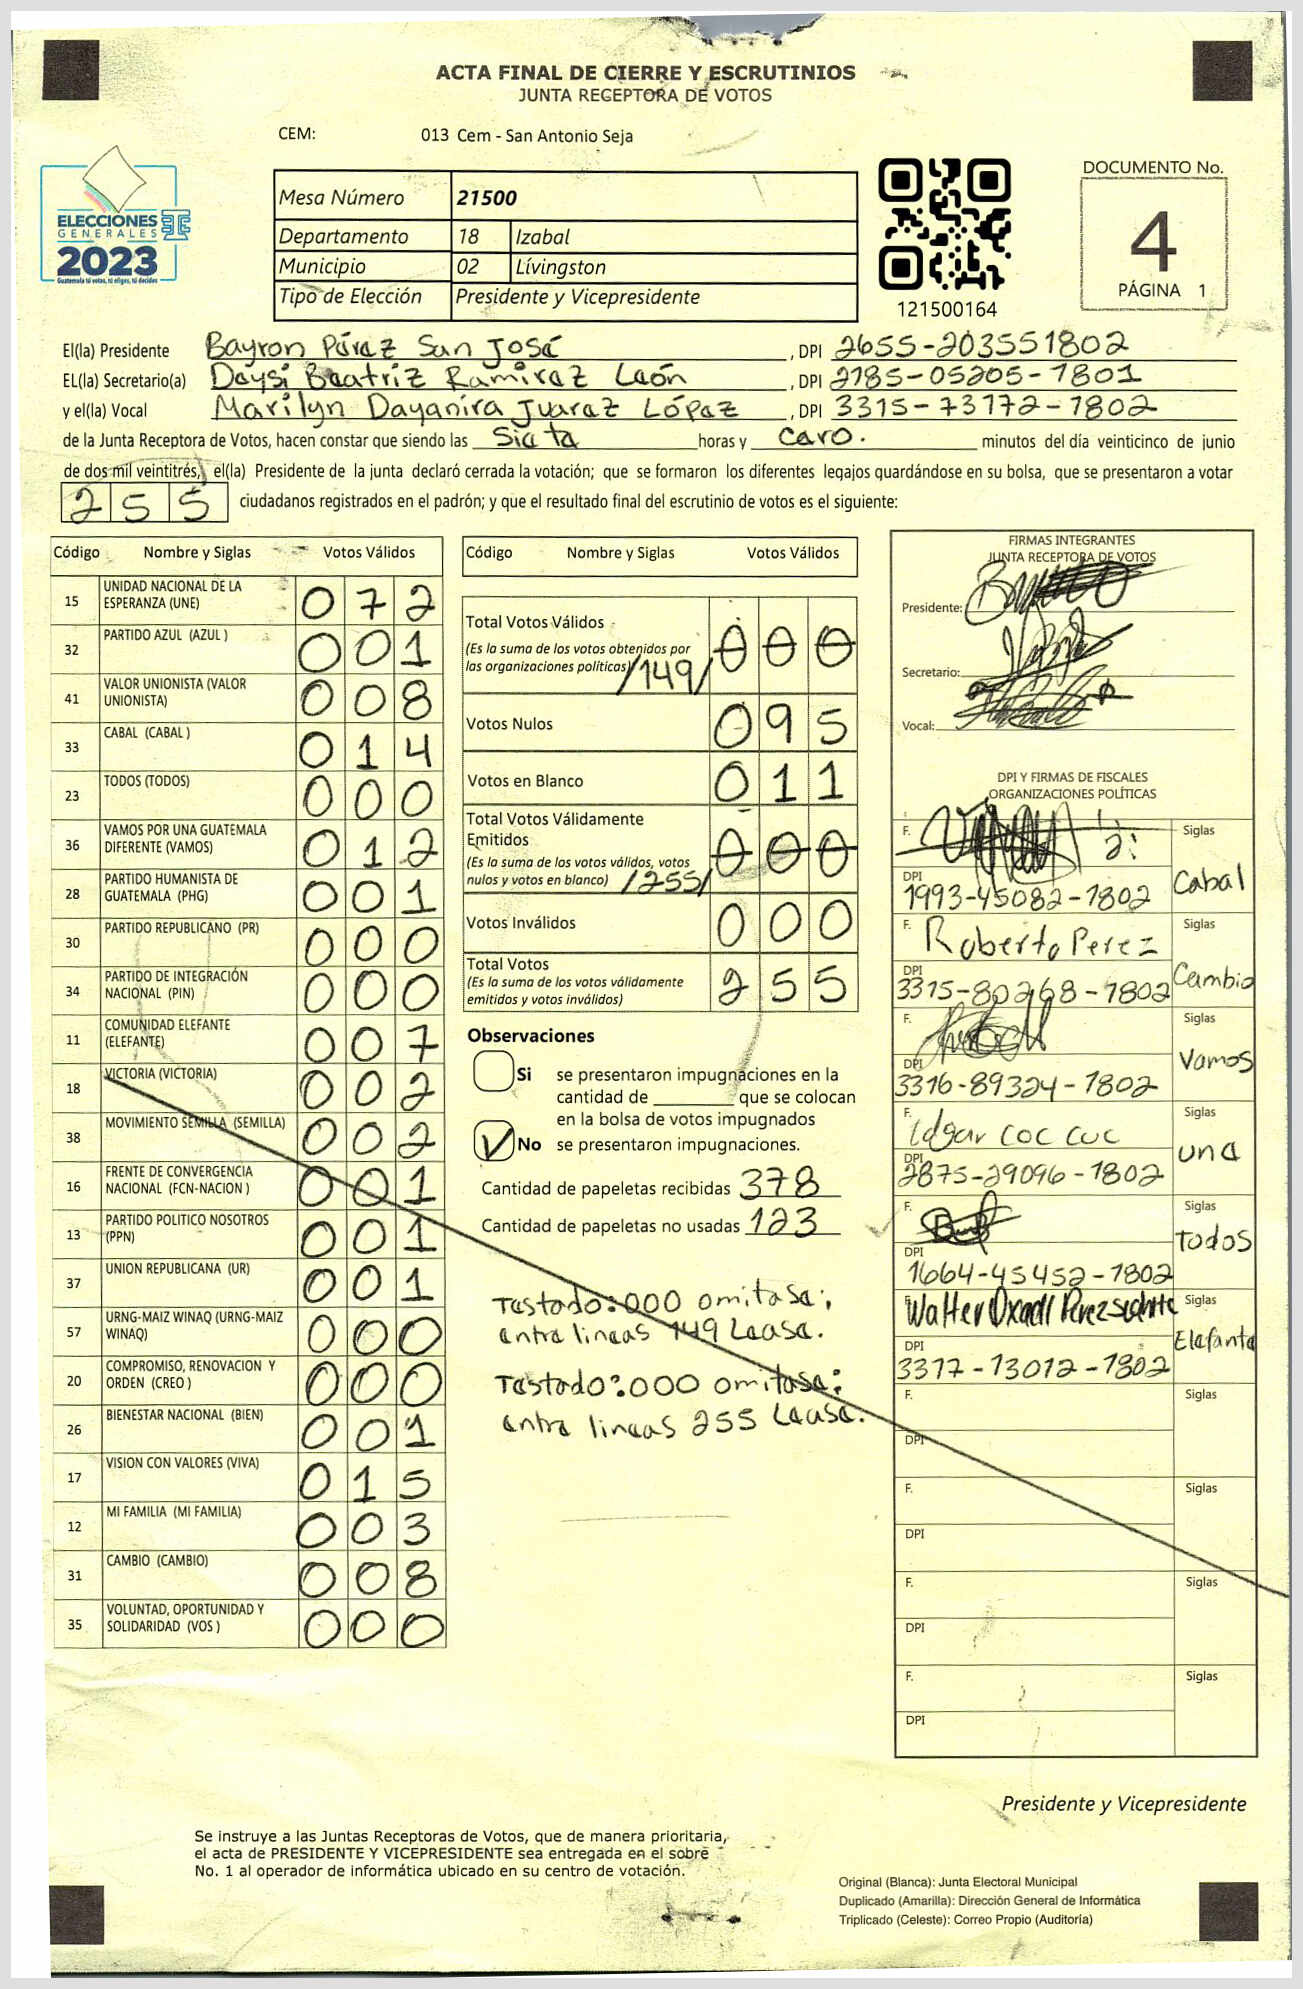 ACTA FINAL DE CIERRE Y ESCRUTINIOS
JUNTA RECEPTORA DE VOTOS
CEM: 013 Cem - San Antonio Seja
ELECCIONES
GENERALES
2023
Guatemala tú votas, tú eliges, tú decides
Mesa Número 21500
Departamento 18 Izabal
Municipio 02 Lívingston
Tipo de Elección Presidente y Vicepresidente
121500164
DOCUMENTO No.
4
PÁGINA 1
El(la) Presidente Bayron Pérez San José, DPI 2655-203551802
EL(la) Secretario(a) Daysi Beatriz Ramirez León, DPI 2785-05205-1801
y el(la) Vocal Marilyn Dayanira Juarez López, DPI 3315-73172-1802
de la Junta Receptora de Votos, hacen constar que siendo las Siete horas y cero. minutos del día veinticinco de junio
de dos mil veintitrés, el(la) Presidente de la junta declaró cerrada la votación; que se formaron los diferentes legajos guardándose en su bolsa, que se presentaron a votar
255 ciudadanos registrados en el padrón; y que el resultado final del escrutinio de votos es el siguiente:
Código Nombre y Siglas Votos Válidos
15 UNIDAD NACIONAL DE LA ESPERANZA (UNE) 072
32 PARTIDO AZUL (AZUL ) 001
41 VALOR UNIONISTA (VALOR UNIONISTA) 008
33 CABAL (CABAL ) 014
23 TODOS (TODOS) 000
36 VAMOS POR UNA GUATEMALA DIFERENTE (VAMOS) 012
28 PARTIDO HUMANISTA DE GUATEMALA (PHG) 001
30 PARTIDO REPUBLICANO (PR) 000
34 PARTIDO DE INTEGRACIÓN NACIONAL (PIN) 000
11 COMUNIDAD ELEFANTE (ELEFANTE) 007
18 VICTORIA (VICTORIA) 002
38 MOVIMIENTO SEMILLA (SEMILLA) 002
16 FRENTE DE CONVERGENCIA NACIONAL (FCN-NACION ) 001
13 PARTIDO POLITICO NOSOTROS (PPN) 001
37 UNION REPUBLICANA (UR) 001
57 URNG-MAIZ WINAQ (URNG-MAIZ WINAQ) 000
20 COMPROMISO, RENOVACION Y ORDEN (CREO ) 000
26 BIENESTAR NACIONAL (BIEN) 001
17 VISION CON VALORES (VIVA) 015
12 MI FAMILIA (MI FAMILIA) 003
31 CAMBIO (CAMBIO) 008
35 VOLUNTAD, OPORTUNIDAD Y SOLIDARIDAD (VOS ) 000
Código Nombre y Siglas Votos Válidos
Total Votos Válidos 000
(Es la suma de los votos obtenidos por
las organizaciones políticas) /149/
Votos Nulos 095
Votos en Blanco 011
Total Votos Válidamente
Emitidos 000
(Es la suma de los votos válidos, votos
nulos y votos en blanco) /255/
Votos Inválidos 000
Total Votos 255
(Es la suma de los votos válidamente
emitidos y votos inválidos)
Observaciones
Si se presentaron impugnaciones en la
cantidad de ________ que se colocan
en la bolsa de votos impugnados
No se presentaron impugnaciones.
Cantidad de papeletas recibidas 378
Cantidad de papeletas no usadas 123
Testado:000 omitase;
entre lineas 149 Lease.
Testado:000 omitase:
entre lineas 255 Lease.
FIRMAS INTEGRANTES
JUNTA RECEPTORA DE VOTOS
Presidente:
Secretario:
Vocal:
DPI Y FIRMAS DE FISCALES
ORGANIZACIONES POLÍTICAS
F. Siglas
DPI 1993-45082-1802 Cabal
F. Roberto Perez Siglas
DPI 3315-80268-1802 Cambio
F. Siglas
DPI 3316-89324-1802 Vamos
F. Edgar coc cuc Siglas
DPI 2875-29096-1802 una
F. Siglas
DPI 1664-45452-1802 Todos
F. Walter Perez Siglas
DPI 3317-13012-1802 Elefante
F. Siglas
DPI
F. Siglas
DPI
F. Siglas
DPI
F. Siglas
DPI
Presidente y Vicepresidente
Se instruye a las Juntas Receptoras de Votos, que de manera prioritaria,
el acta de PRESIDENTE Y VICEPRESIDENTE sea entregada en el sobre
No. 1 al operador de informática ubicado en su centro de votación.
Original (Blanca): Junta Electoral Municipal
Duplicado (Amarilla): Dirección General de Informática
Triplicado (Celeste): Correo Propio (Auditoría)